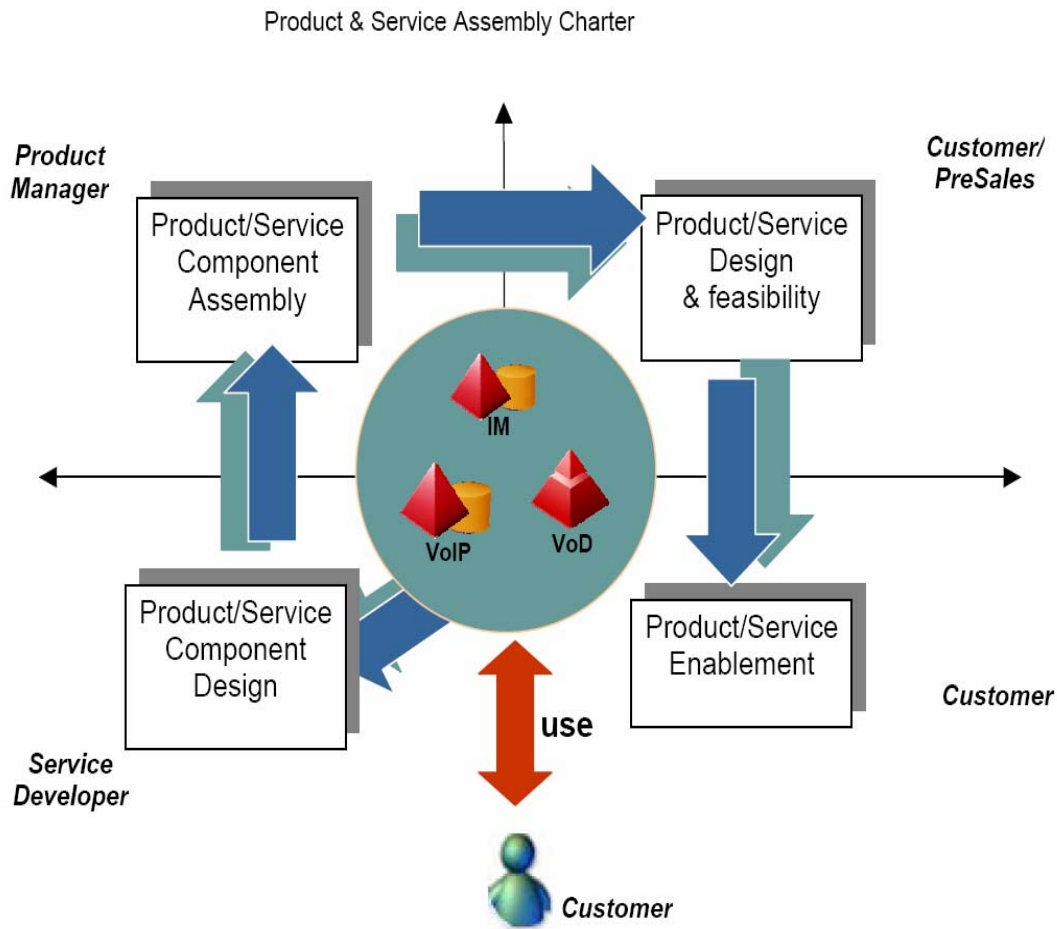 Product & Service Assembly Charter
Product
Manager
Customer/
PreSales
Product/Service
Component
Assembly
Product/Service
Design
& feasibility
IM
VoIP
VoD
Product/Service
Component
Design
Product/Service
Enablement
use
Customer
Service
Developer
Customer